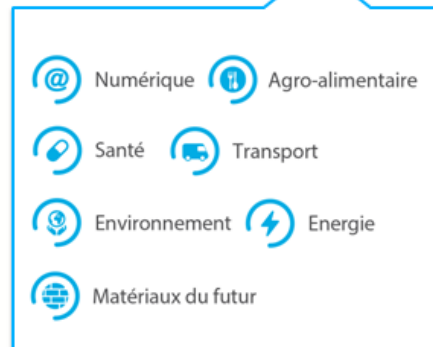 Numérique Agro-alimentaire
Santé Transport
Environnement Energie
Matériaux du futur